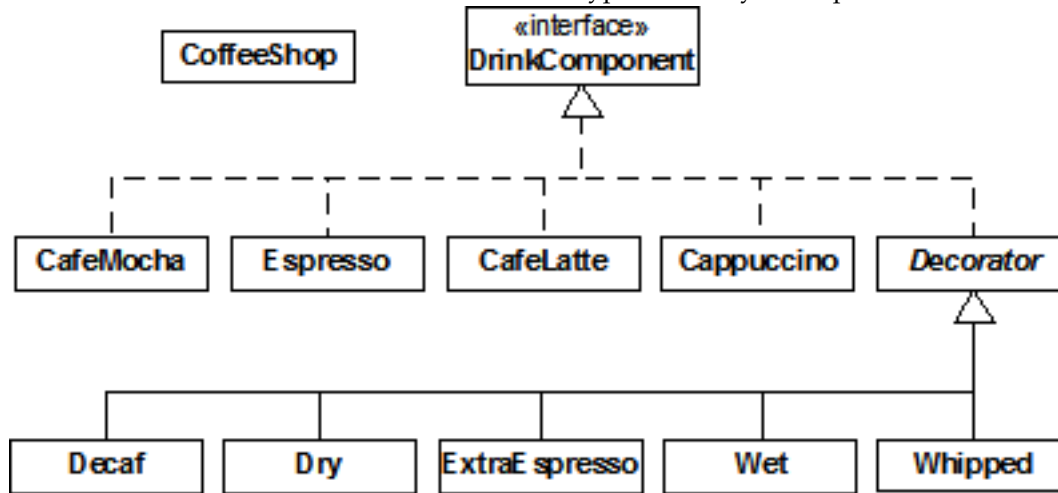 «interface»
CoffeeShop
DrinkComponent
CafeMocha
Espresso
CafeLatte
Cappuccino
Decorator
Decaf
Dry
ExtraEspresso
Wet
Whipped